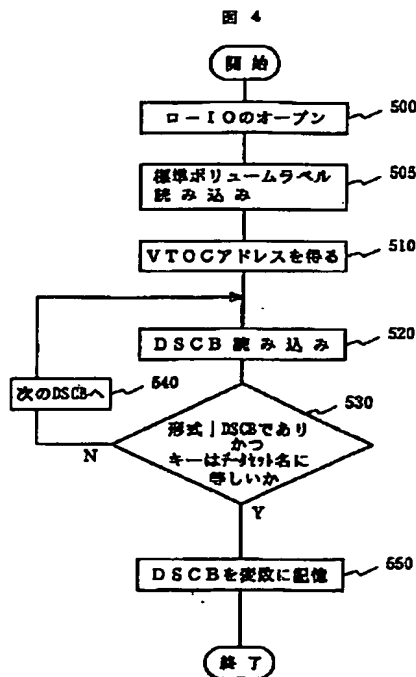 図 4
開 始
ローIOのオープン
500
標準ボリュームラベル
読 み 込 み
505
VTOCアドレスを得る
510
DSCB 読 み 込 み
520
次のDSCBへ
540
530
形式1DSCBであり
かつ
キーはデータセット名に
等しいか
N
Y
DSCBを変数に記憶
550
終 了